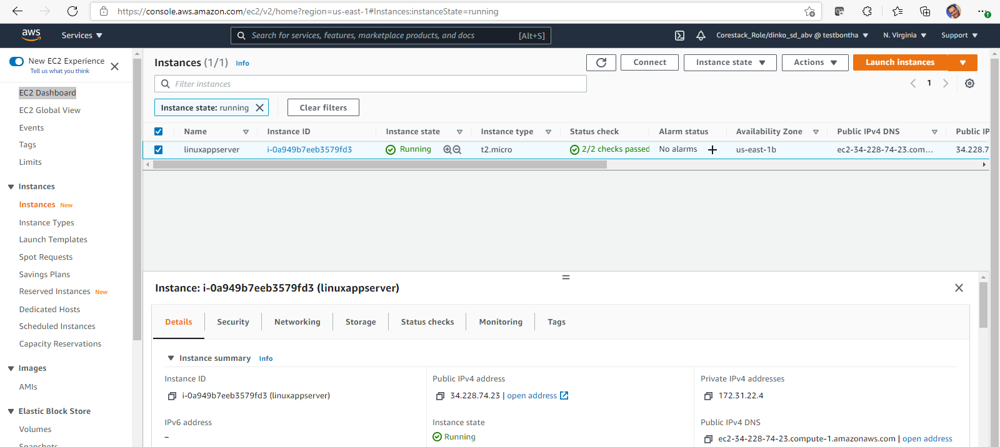 https://console.aws.amazon.com/ec2/v2/home?region=us-east-1#Instances:instanceState=running
aws Services Search for services, features, marketplace products, and docs [Alt+S] Corestack_Role/dinko_sd_abv @ testbontha N. Virginia Support
New EC2 Experience
Tell us what you think
EC2 Dashboard
EC2 Global View
Events
Tags
Limits
Instances
Instances New
Instance Types
Launch Templates
Spot Requests
Savings Plans
Reserved Instances New
Dedicated Hosts
Scheduled Instances
Capacity Reservations
Images
AMIs
Elastic Block Store
Volumes
Snapshots
Instances (1/1) Info
Connect Instance state Actions Launch instances
Filter instances
1
Instance state: running Clear filters
Name Instance ID Instance state Instance type Status check Alarm status Availability Zone Public IPv4 DNS Public IP
linuxappserver i-0a949b7eeb3579fd3 Running t2.micro 2/2 checks passed No alarms us-east-1b ec2-34-228-74-23.com... 34.228.7
Instance: i-0a949b7eeb3579fd3 (linuxappserver)
Details Security Networking Storage Status checks Monitoring Tags
Instance summary Info
Instance ID
i-0a949b7eeb3579fd3 (linuxappserver)
Public IPv4 address
34.228.74.23 | open address
Private IPv4 addresses
172.31.22.4
IPv6 address
–
Instance state
Running
Public IPv4 DNS
ec2-34-228-74-23.compute-1.amazonaws.com | open address